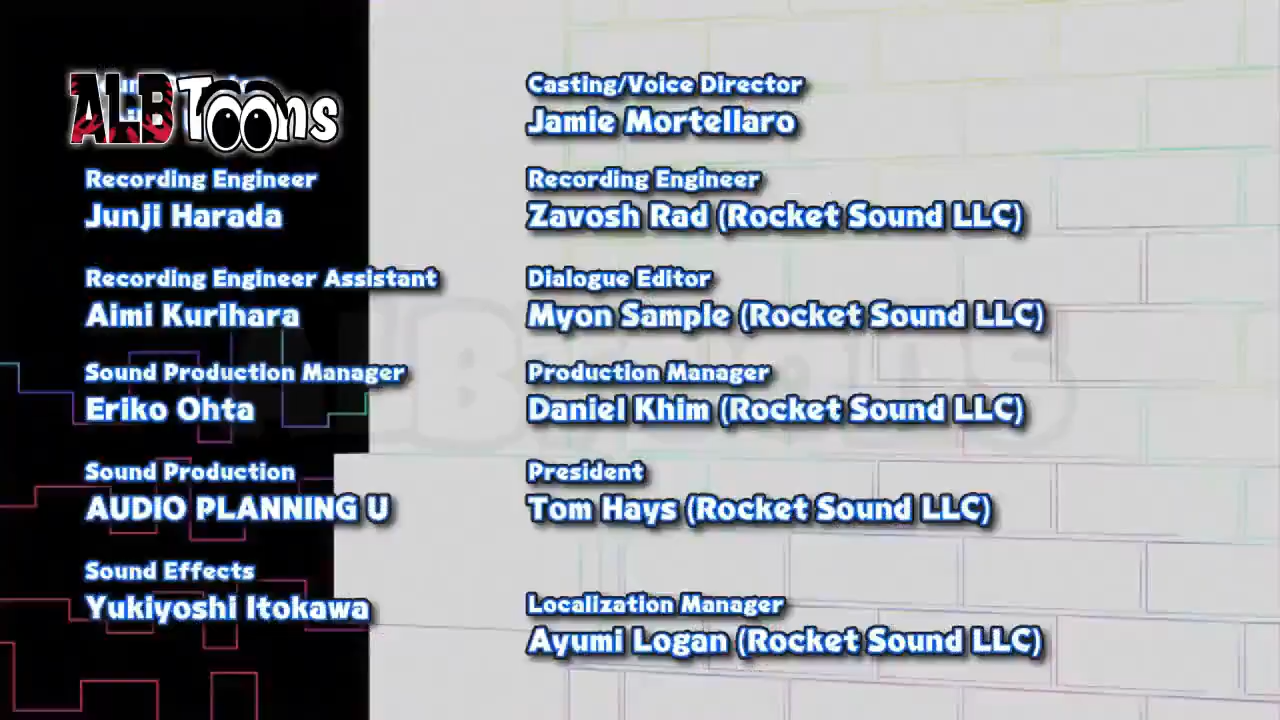 ALBToons
Recording Engineer
Junji Harada
Recording Engineer Assistant
Aimi Kurihara
Sound Production Manager
Eriko Ohta
Sound Production
AUDIO PLANNING U
Sound Effects
Yukiyoshi Itokawa
Casting/Voice Director
Jamie Mortellaro
Recording Engineer
Zavosh Rad (Rocket Sound LLC)
Dialogue Editor
Myon Sample (Rocket Sound LLC)
Production Manager
Daniel Khim (Rocket Sound LLC)
President
Tom Hays (Rocket Sound LLC)
Localization Manager
Ayumi Logan (Rocket Sound LLC)
ALBTOONS